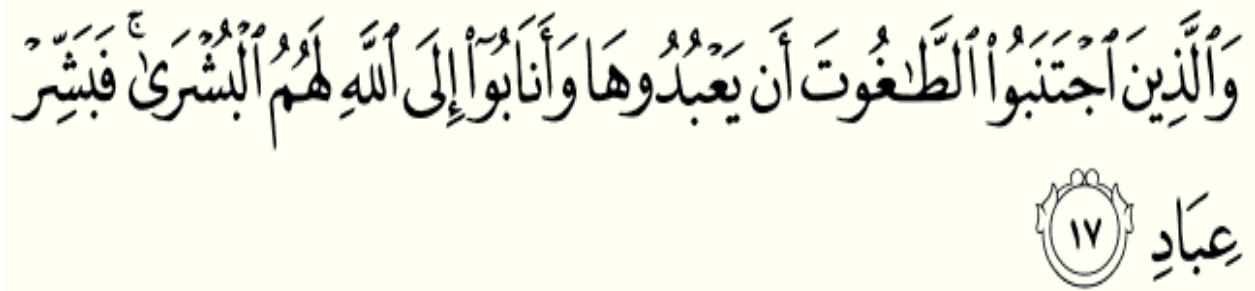 وَٱلَّذِينَ ٱجْتَنَبُوا۟ ٱلطَّـٰغُوتَ أَن يَعْبُدُوهَا وَأَنَابُوٓا۟ إِلَى ٱللَّهِ لَهُمُ ٱلْبُشْرَىٰ ۚ فَبَشِّرْ
عِبَادِ ١٧